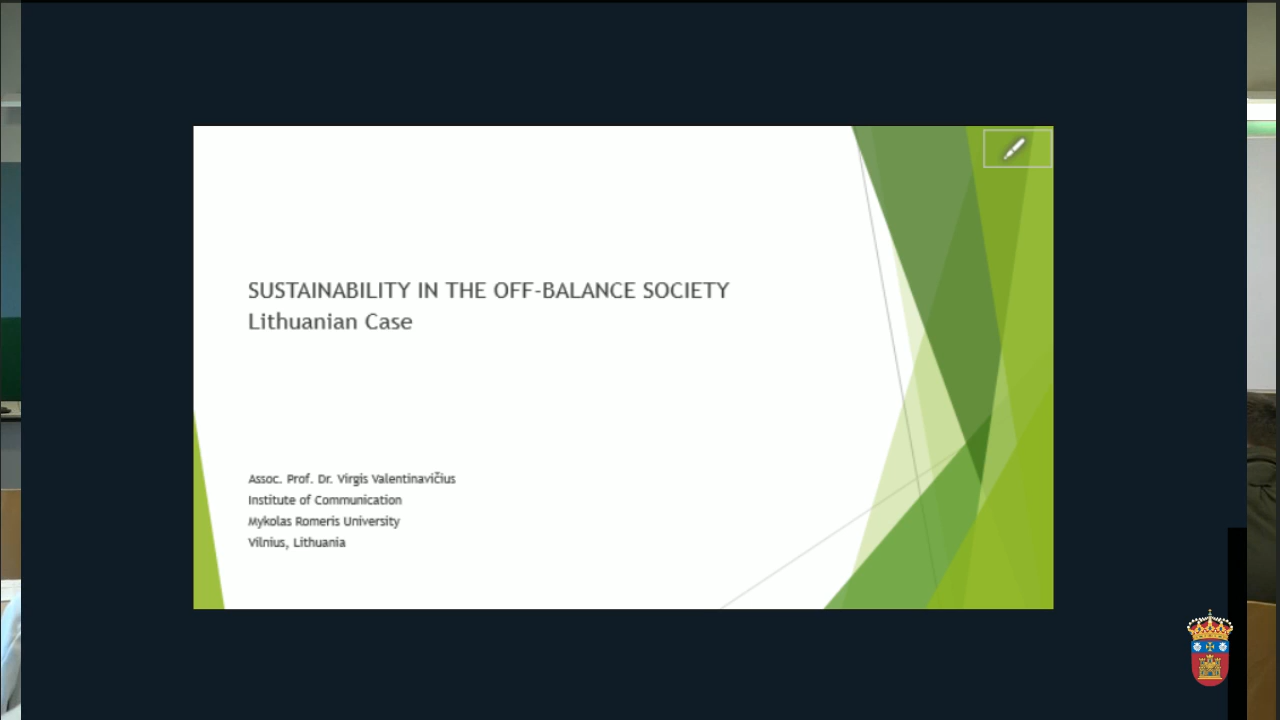 SUSTAINABILITY IN THE OFF-BALANCE SOCIETY
Lithuanian Case
Assoc. Prof. Dr. Virgis Valentinavičius
Institute of Communication
Mykolas Romeris University
Vilnius, Lithuania